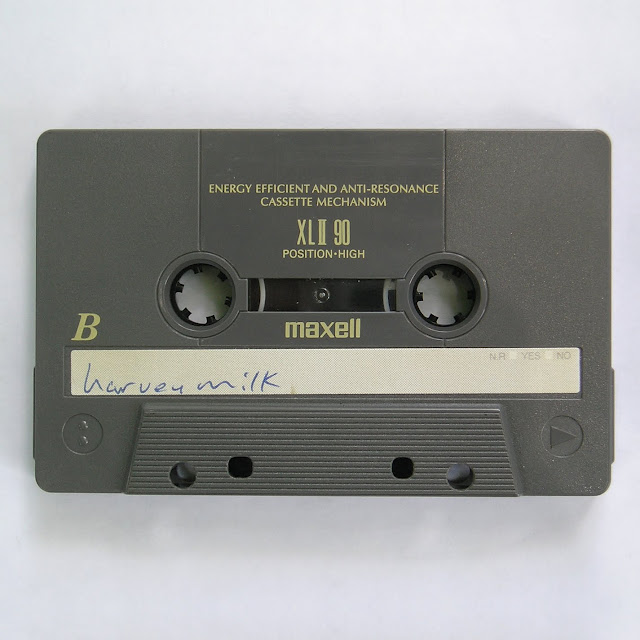 ENERGY EFFICIENT AND ANTI-RESONANCE
CASSETTE MECHANISM
XLII 90
POSITION·HIGH
maxell
B
N.R YES NO
harvey milk